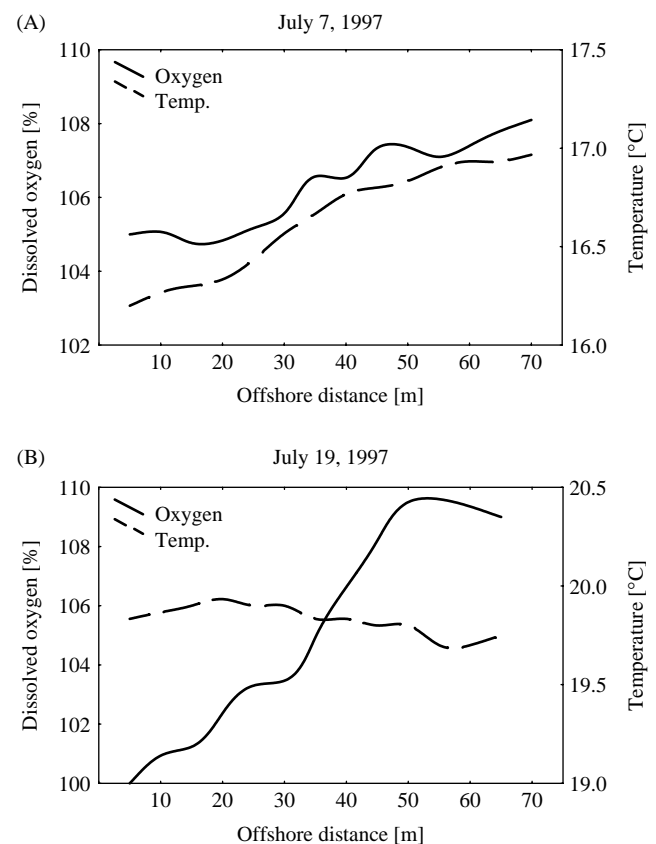 (A) July 7, 1997
110 17.5
Oxygen
Temp.
108 17.0
106 16.5
104
102 16.0
Dissolved oxygen [%]
Temperature [°C]
10 20 30 40 50 60 70
Offshore distance [m]
(B) July 19, 1997
110 20.5
Oxygen
Temp.
108 20.0
106
104 19.5
102
100 19.0
Dissolved oxygen [%]
Temperature [°C]
10 20 30 40 50 60 70
Offshore distance [m]